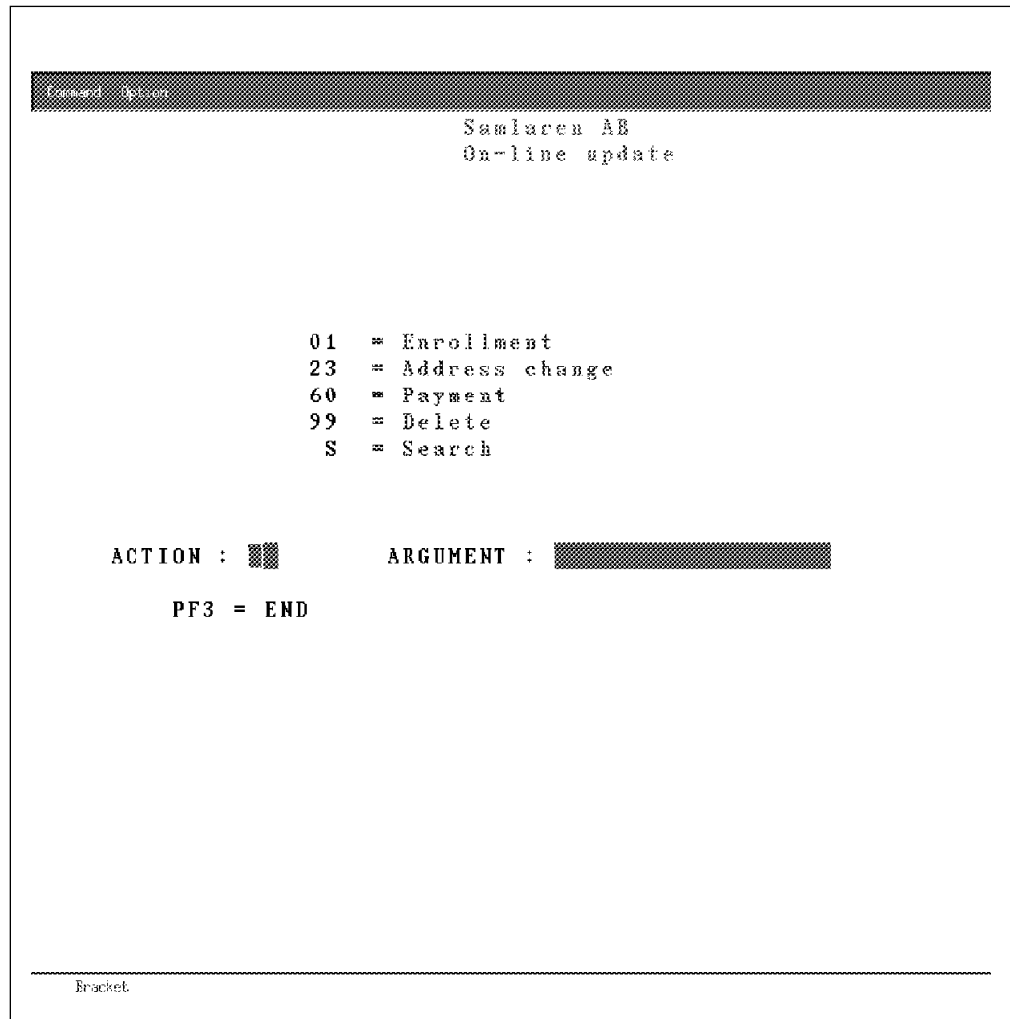 Command Option
Samlaren AB
On-line update
01 = Enrollment
23 = Address change
60 = Payment
99 = Delete
S = Search
ACTION : ARGUMENT :
PF3 = END
Bracket